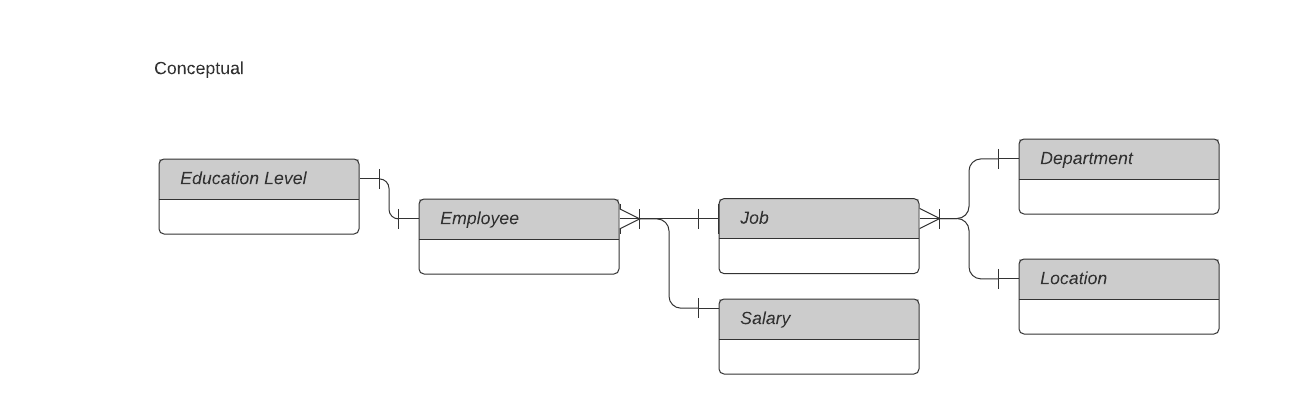 Conceptual
Education Level
Employee
Job
Salary
Department
Location